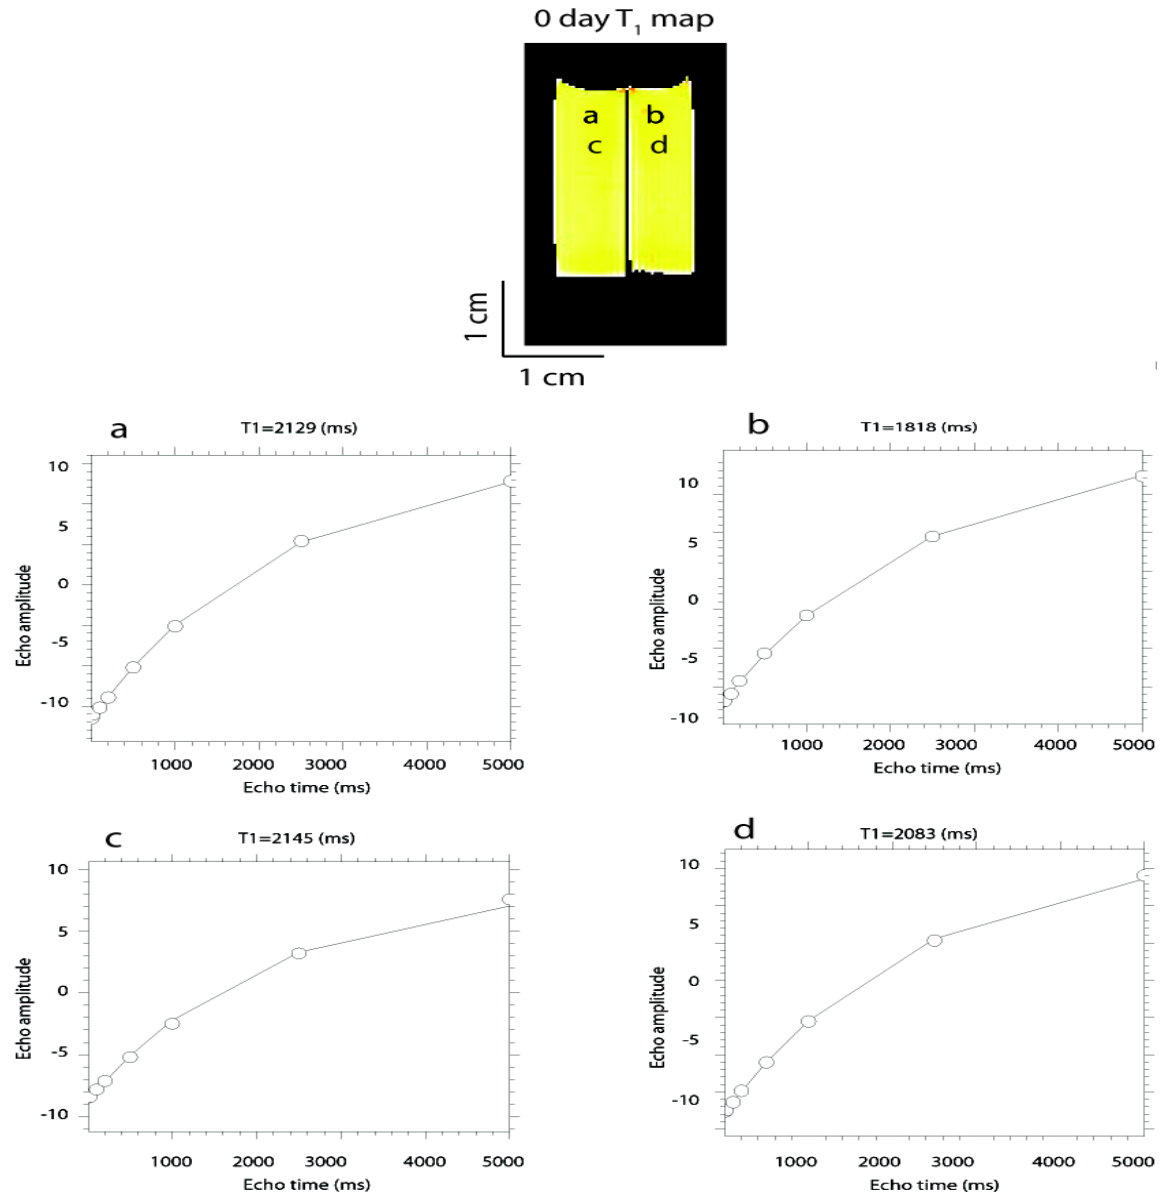 0 day T1 map
a b
c d
1 cm
1 cm
a T1=2129 (ms)
10
5
0
-5
-10
Echo amplitude
1000 2000 3000 4000 5000
Echo time (ms)
b T1=1818 (ms)
10
5
0
-5
-10
Echo amplitude
1000 2000 3000 4000 5000
Echo time (ms)
c T1=2145 (ms)
10
5
0
-5
-10
Echo amplitude
1000 2000 3000 4000 5000
Echo time (ms)
d T1=2083 (ms)
10
5
0
-5
-10
Echo amplitude
1000 2000 3000 4000 5000
Echo time (ms)